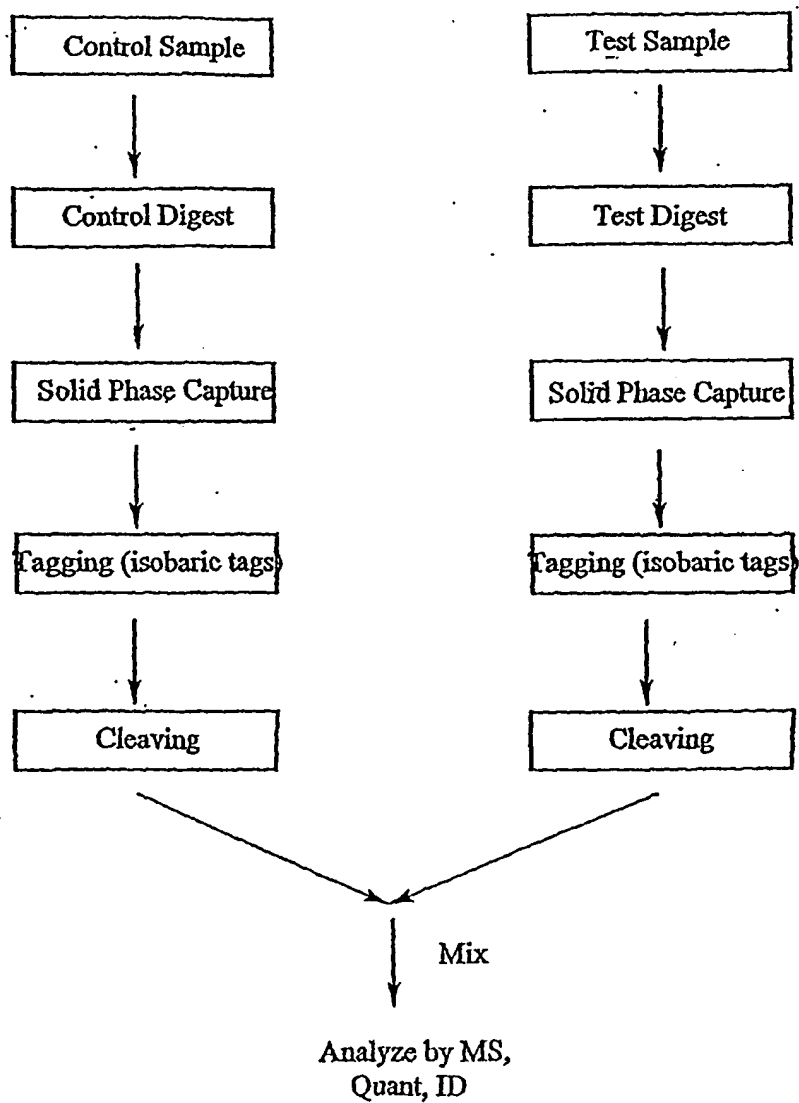 Control Sample
Test Sample
Control Digest
Test Digest
Solid Phase Capture
Solid Phase Capture
Tagging (isobaric tags)
Tagging (isobaric tags)
Cleaving
Cleaving
Mix
Analyze by MS,
Quant, ID